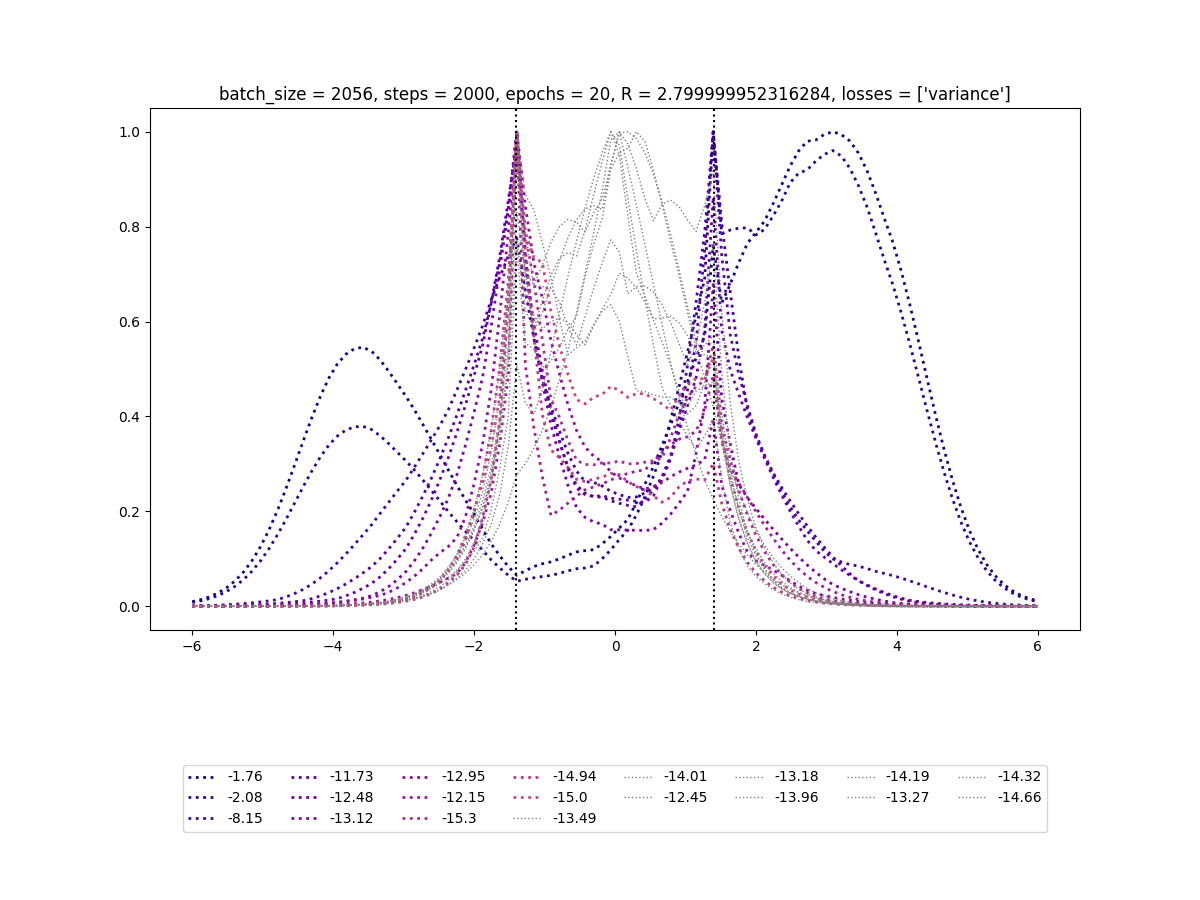 batch_size = 2056, steps = 2000, epochs = 20, R = 2.799999952316284, losses = ['variance']
1.0
0.8
0.6
0.4
0.2
0.0
−6 −4 −2 0 2 4 6
-1.76 -11.73 -12.95 -14.94 -14.01 -13.18 -14.19 -14.32
-2.08 -12.48 -12.15 -15.0 -12.45 -13.96 -13.27 -14.66
-8.15 -13.12 -15.3 -13.49